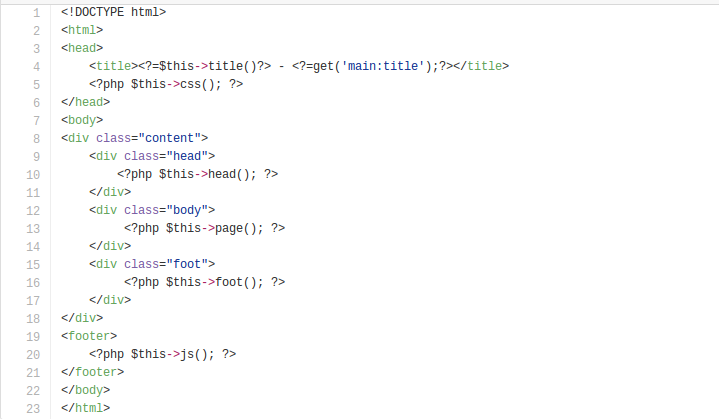 1 <!DOCTYPE html>
2 <html>
3 <head>
4     <title><?=$this->title()?> - <?=get('main:title');?></title>
5     <?php $this->css(); ?>
6 </head>
7 <body>
8 <div class="content">
9     <div class="head">
10         <?php $this->head(); ?>
11     </div>
12     <div class="body">
13          <?php $this->page(); ?>
14     </div>
15     <div class="foot">
16          <?php $this->foot(); ?>
17     </div>
18 </div>
19 <footer>
20     <?php $this->js(); ?>
21 </footer>
22 </body>
23 </html>